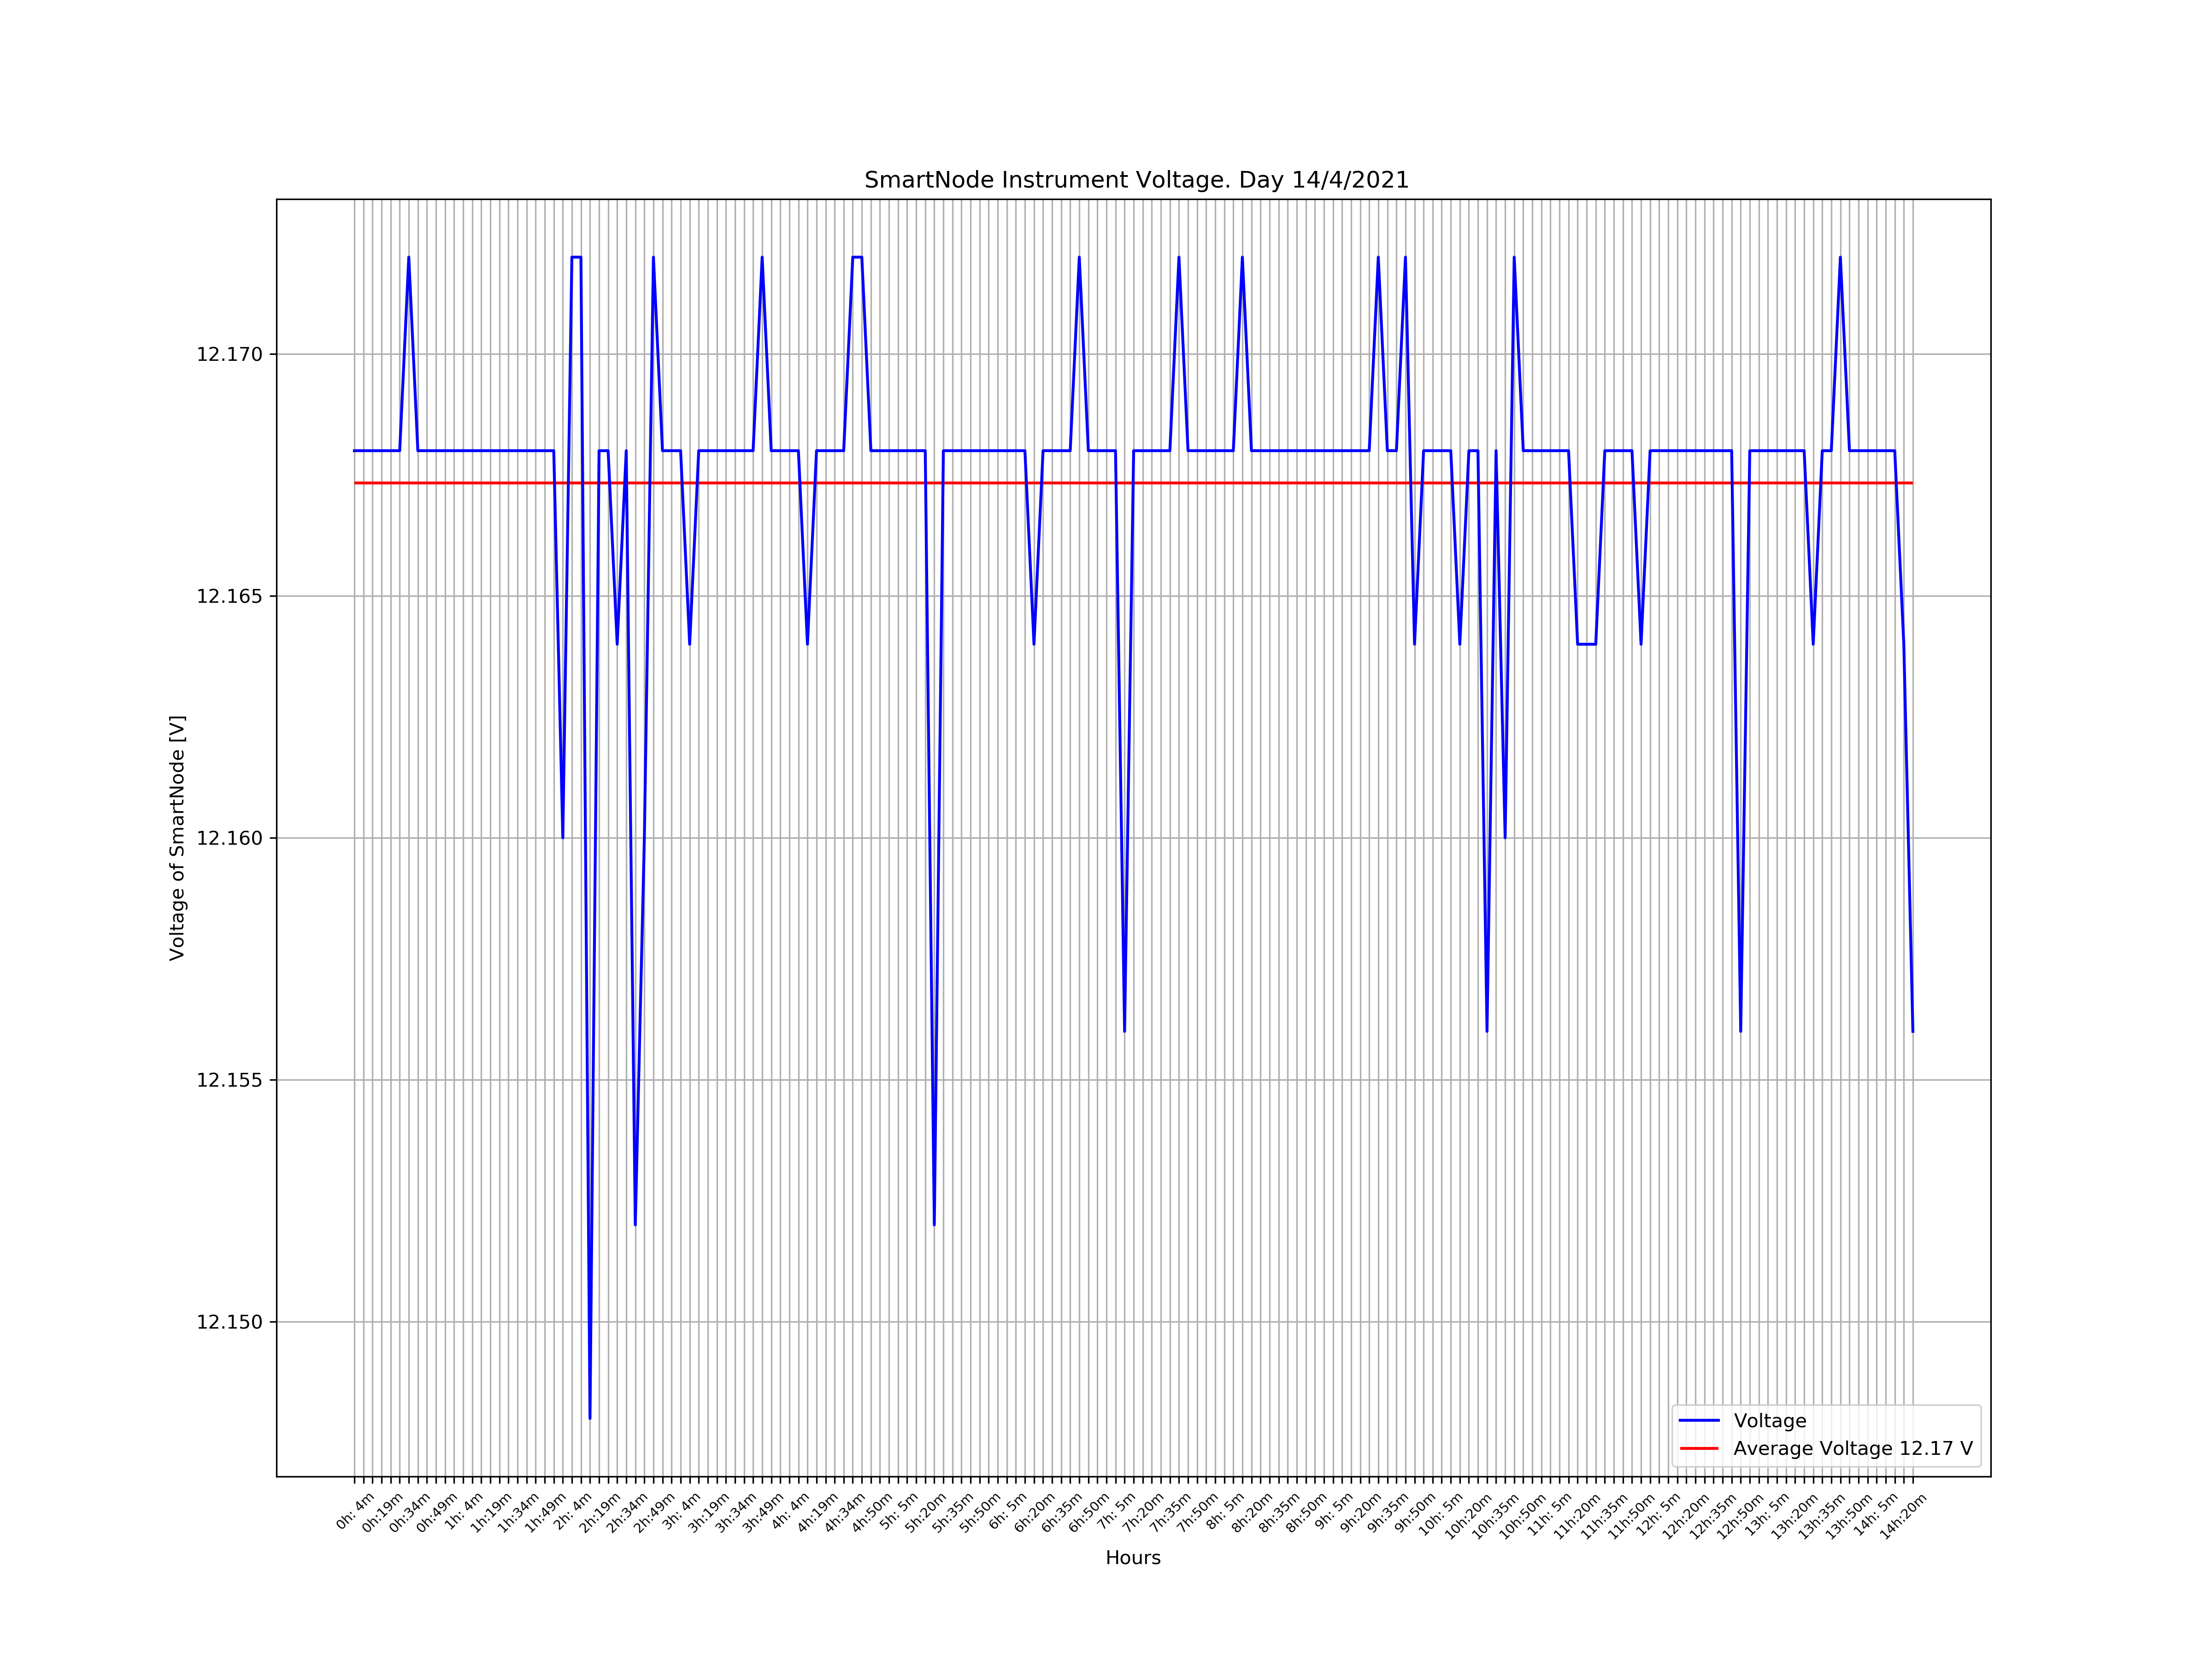 SmartNode Instrument Voltage. Day 14/4/2021
12.170
12.165
12.160
12.155
12.150
Voltage of SmartNode [V]
Voltage
Average Voltage 12.17 V
0h: 4m
0h:19m
0h:34m
0h:49m
1h: 4m
1h:19m
1h:34m
1h:49m
2h: 4m
2h:19m
2h:34m
2h:49m
3h: 4m
3h:19m
3h:34m
3h:49m
4h: 4m
4h:19m
4h:34m
4h:50m
5h: 5m
5h:20m
5h:35m
5h:50m
6h: 5m
6h:20m
6h:35m
6h:50m
7h: 5m
7h:20m
7h:35m
7h:50m
8h: 5m
8h:20m
8h:35m
8h:50m
9h: 5m
9h:20m
9h:35m
9h:50m
10h: 5m
10h:20m
10h:35m
10h:50m
11h: 5m
11h:20m
11h:35m
11h:50m
12h: 5m
12h:20m
12h:35m
12h:50m
13h: 5m
13h:20m
13h:35m
13h:50m
14h: 5m
14h:20m
Hours